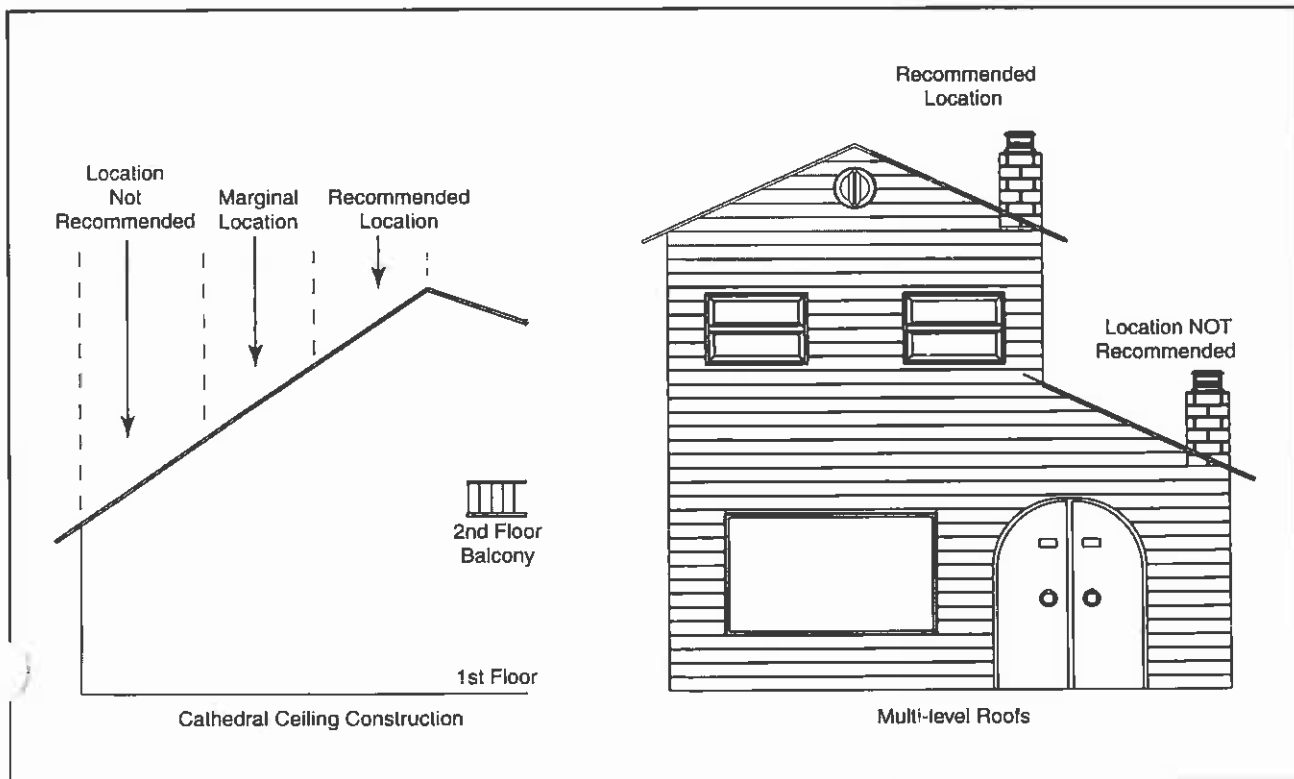 Location
Not
Recommended
Marginal
Location
Recommended
Location
2nd Floor
Balcony
1st Floor
Cathedral Ceiling Construction
Recommended
Location
Location NOT
Recommended
Multi-level Roofs